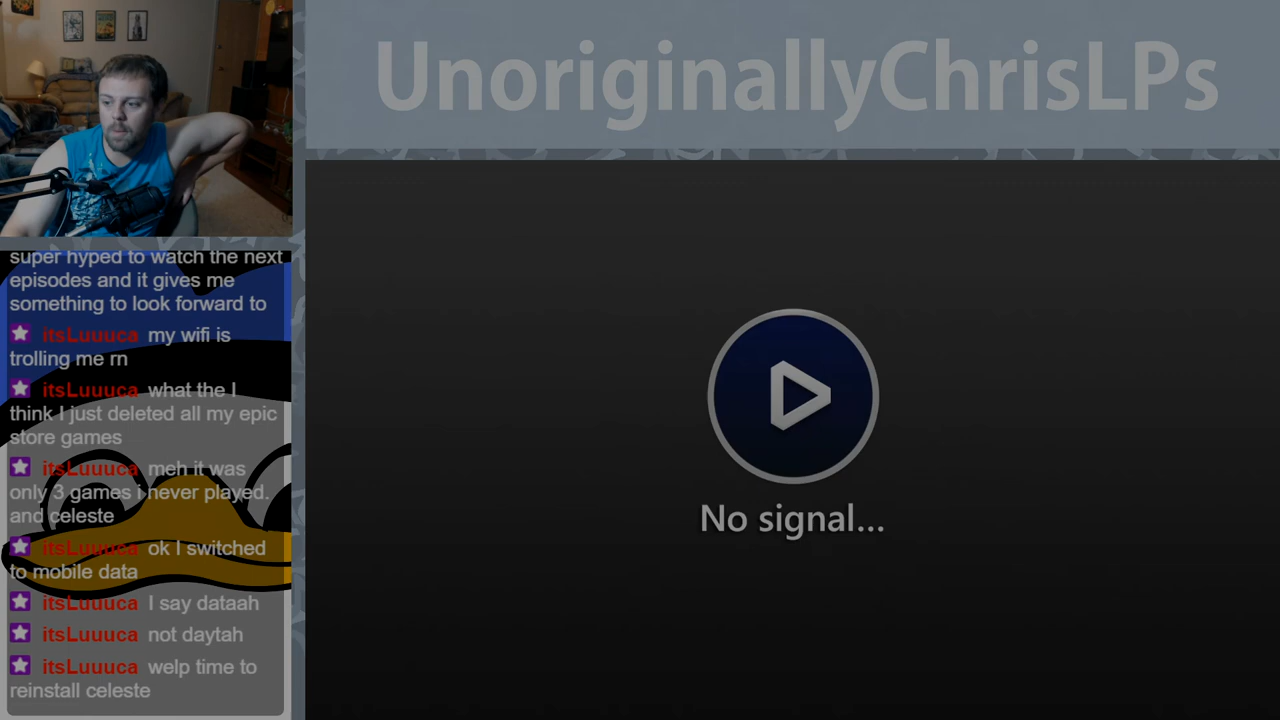 UnoriginallyChrisLPs
super hyped to watch the next
episodes and it gives me
something to look forward to
itsLuuuca my wifi is
trolling me rn
itsLuuuca what the I
think I just deleted all my epic
store games
itsLuuuca meh it was
only 3 games i never played.
and celeste
itsLuuuca ok I switched
to mobile data
itsLuuuca I say dataah
itsLuuuca not daytah
itsLuuuca welp time to
reinstall celeste
No signal...